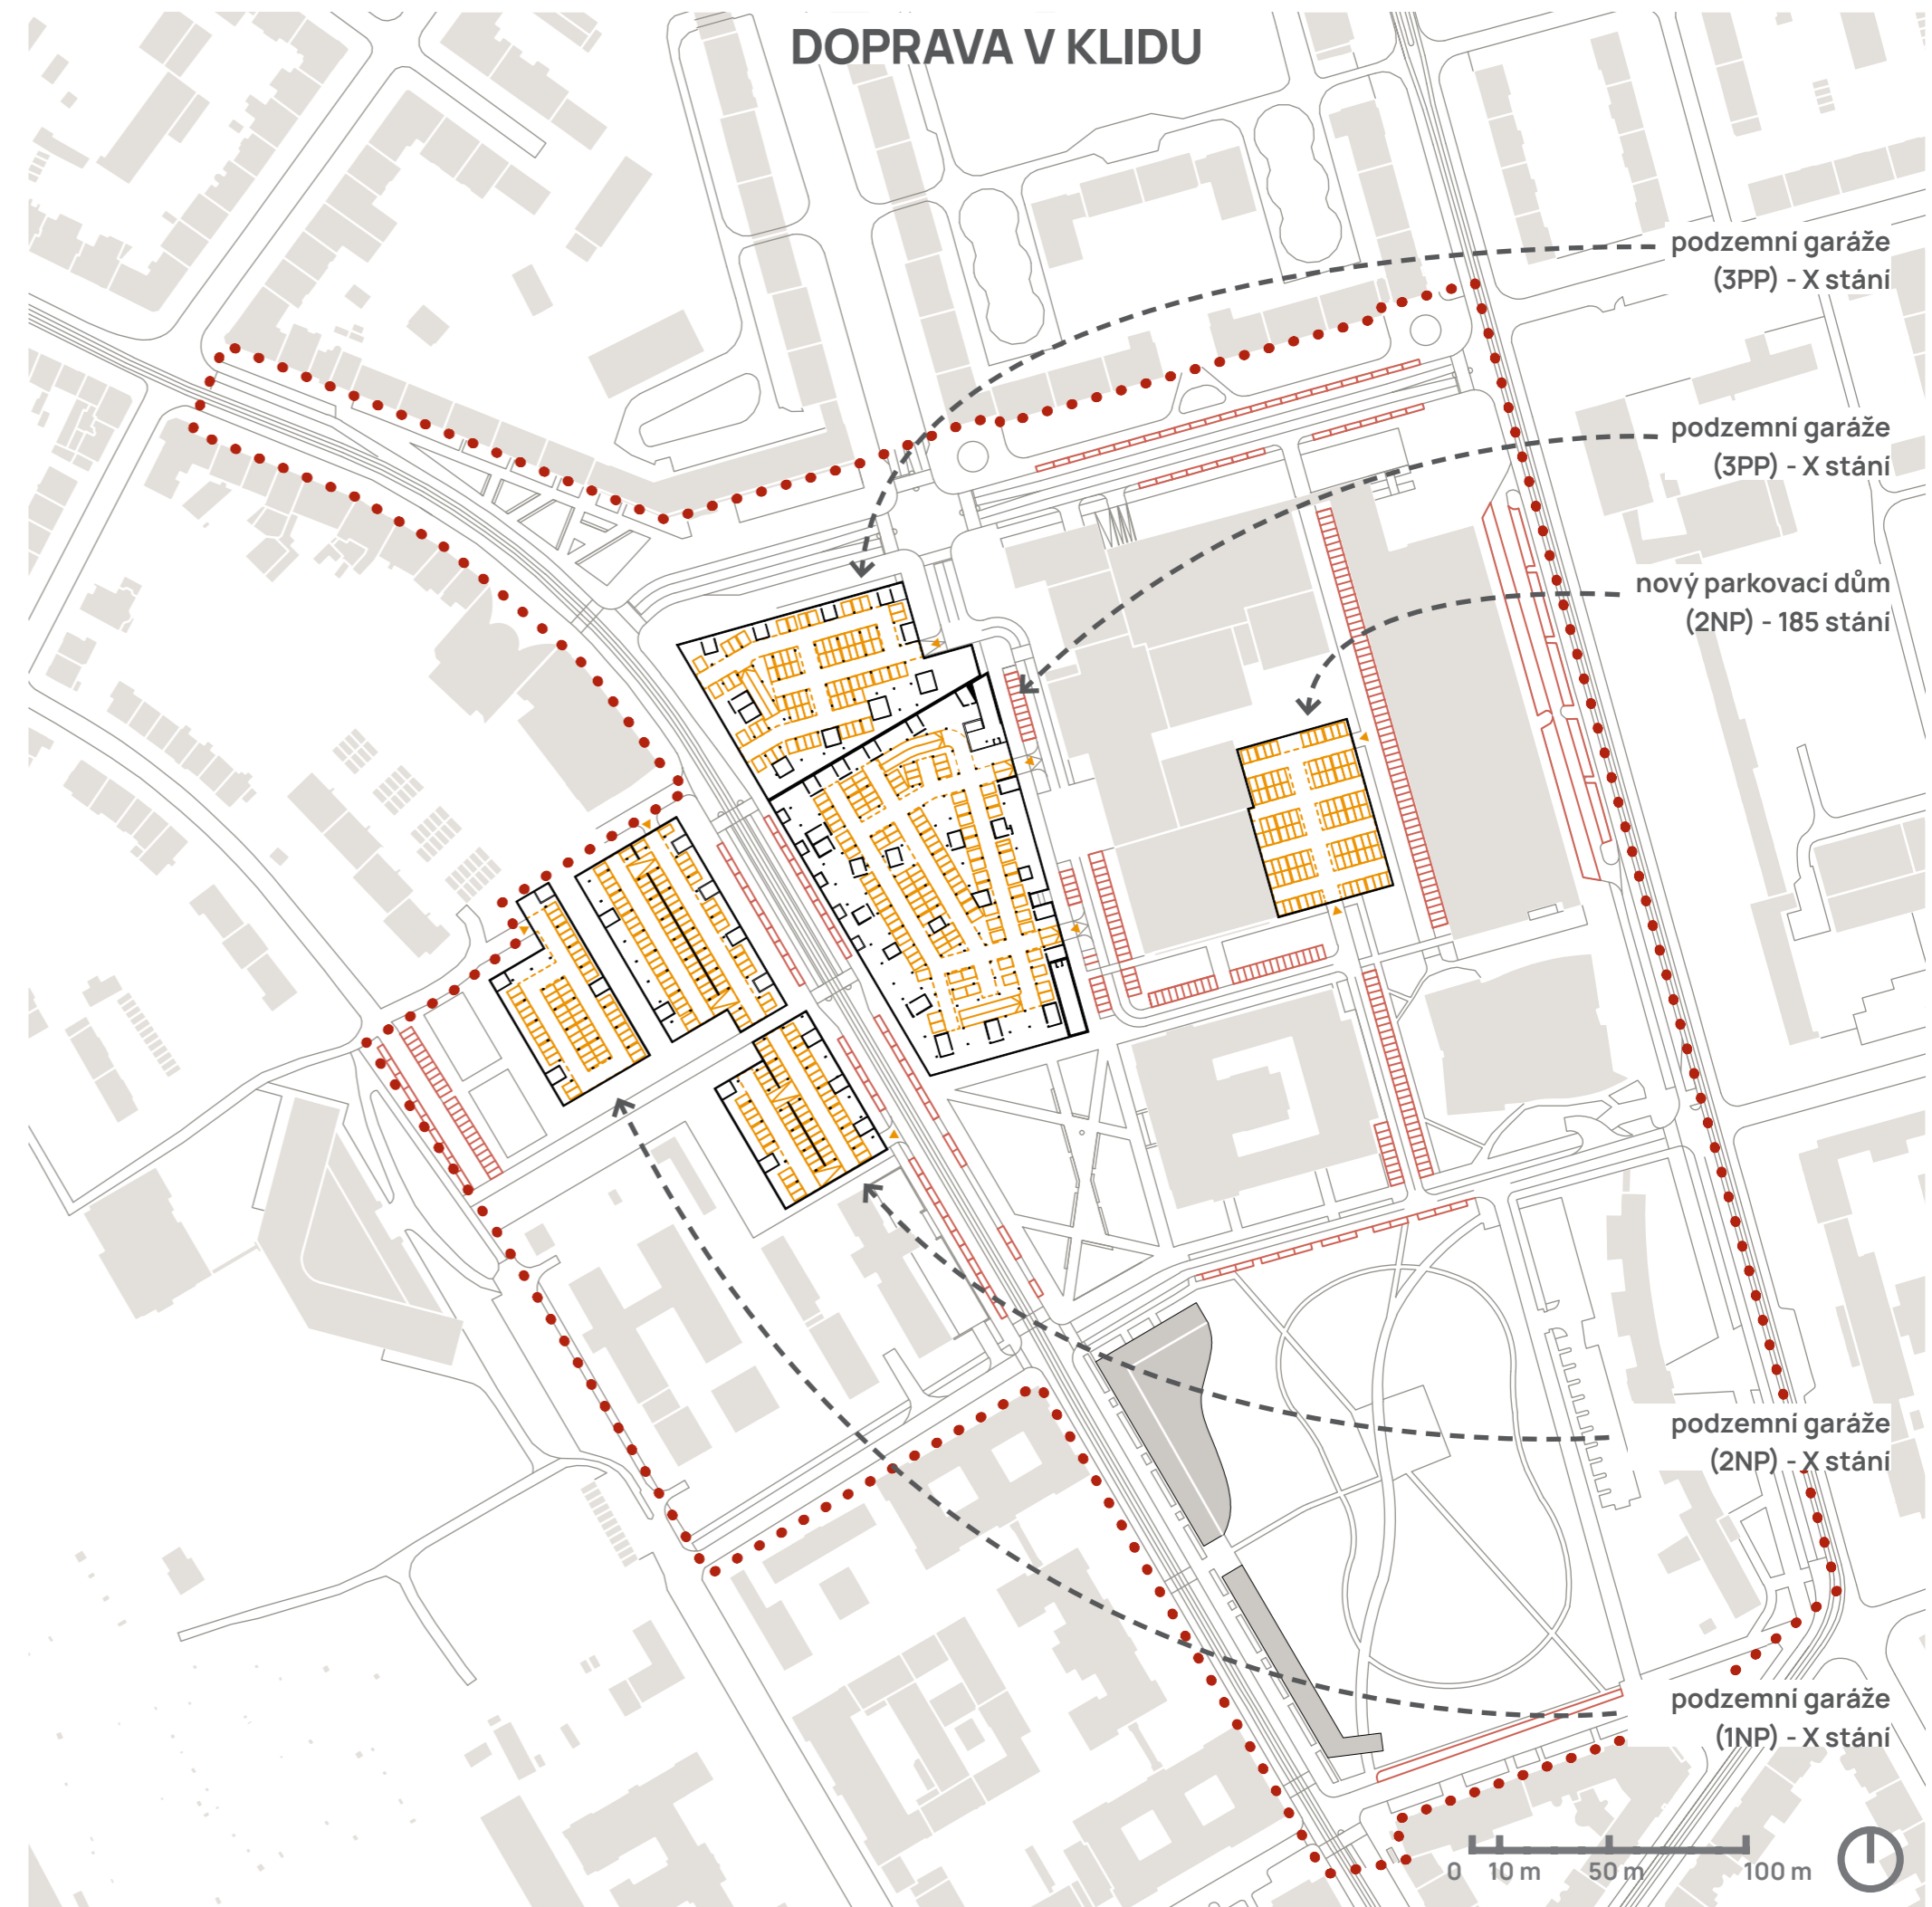 DOPRAVA V KLIDU
podzemní garáže
(3PP) - X stání
podzemní garáže
(3PP) - X stání
nový parkovací dům
(2NP) - 185 stání
podzemní garáže
(2NP) - X stání
podzemní garáže
(1NP) - X stání
0 10 m 50 m 100 m